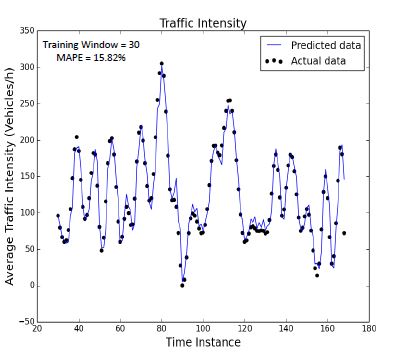 Traffic Intensity
Training Window = 30
MAPE = 15.82%
Predicted data
Actual data
Average Traffic Intensity (Vehicles/h)
350
300
250
200
150
100
50
0
−50
20
40
60
80
100
120
140
160
180
Time Instance